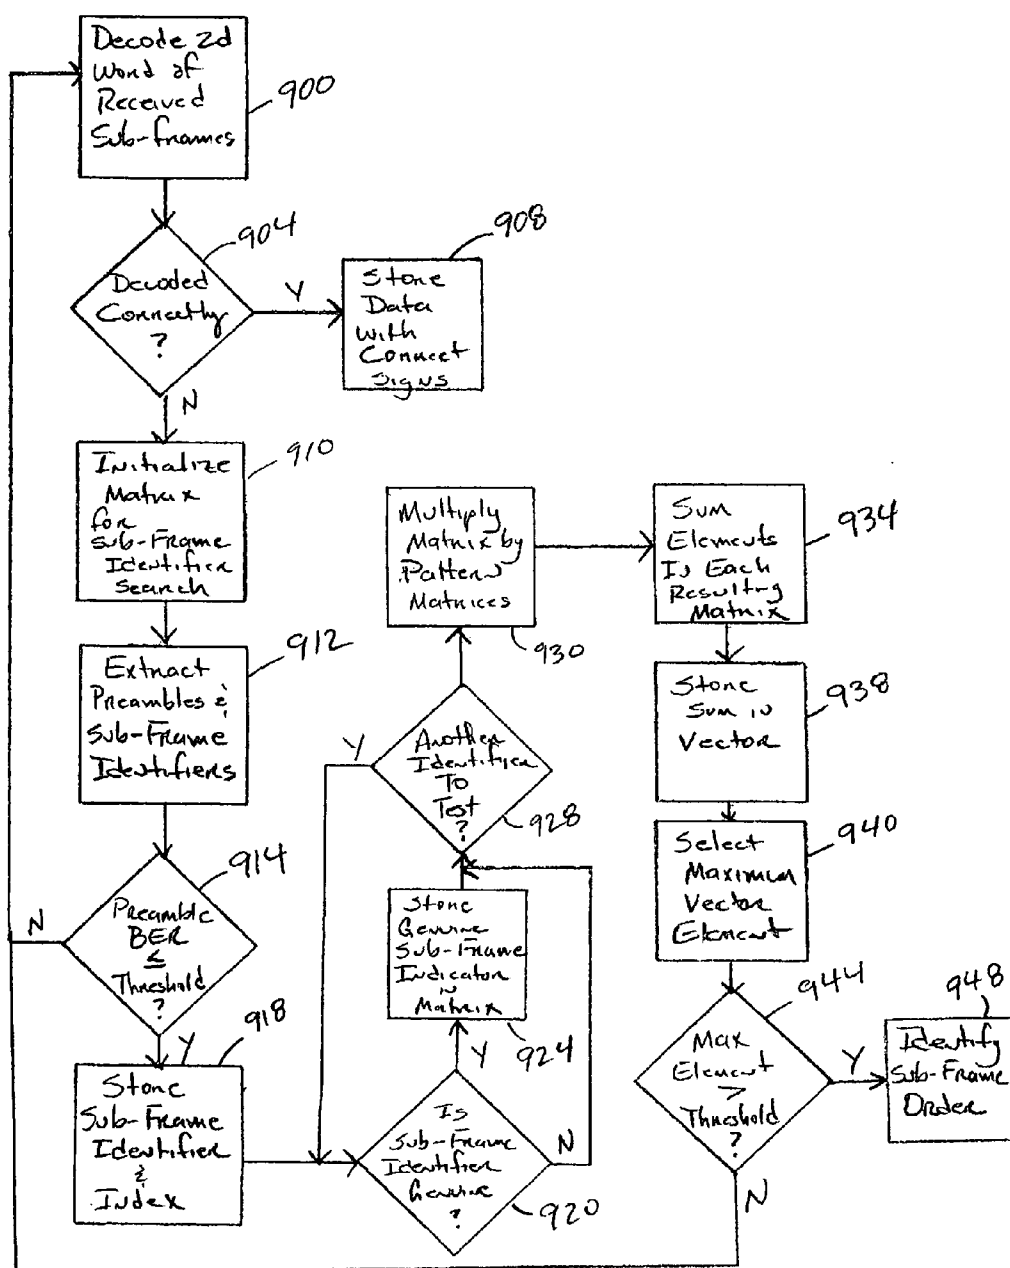 Decode 2d
Word of
Received
Sub-frames
900
904
Decoded
Correctly
?
Y
N
908
Store
Data
with
Correct
Signs
910
Initialize
Matrix
for
Sub-Frame
Identifier
Search
912
Extract
Preambles &
Sub-Frame
Identifiers
914
Preamble
BER
≤
Threshold
?
N
Y
918
Store
Sub-Frame
Identifier
&
Index
Is
Sub-Frame
Identifier
Genuine
?
920
Y
N
Store
Genuine
Sub-Frame
Indicator
in
Matrix
924
Another
Identifier
To
Test
?
928
Y
Multiply
Matrix by
Pattern
Matrices
930
Sum
Elements
In Each
Resulting
Matrix
934
Store
Sum in
Vector
938
Select
Maximum
Vector
Element
940
Max
Element
>
Threshold
?
944
Y
N
948
Identify
Sub-Frame
Order